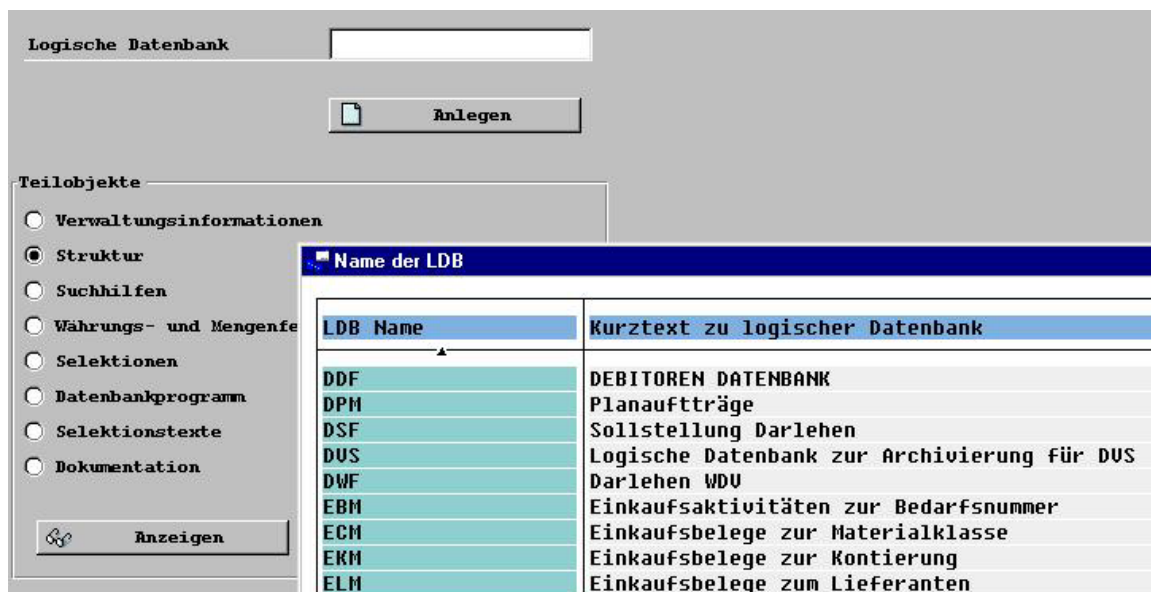 Logische Datenbank
Anlegen
Teilobjekte
Verwaltungsinformationen
Struktur
Suchhilfen
Währungs- und Mengenfe
Selektionen
Datenbankprogramm
Selektionstexte
Dokumentation
Anzeigen
Name der LDB
LDB Name Kurztext zu logischer Datenbank
DDF DEBITOREN DATENBANK
DPM Planauftträge
DSF Sollstellung Darlehen
DVS Logische Datenbank zur Archivierung für DVS
DWF Darlehen WDV
EBM Einkaufsaktivitäten zur Bedarfsnummer
ECM Einkaufsbelege zur Materialklasse
EKM Einkaufsbelege zur Kontierung
ELM Einkaufsbelege zum Lieferanten